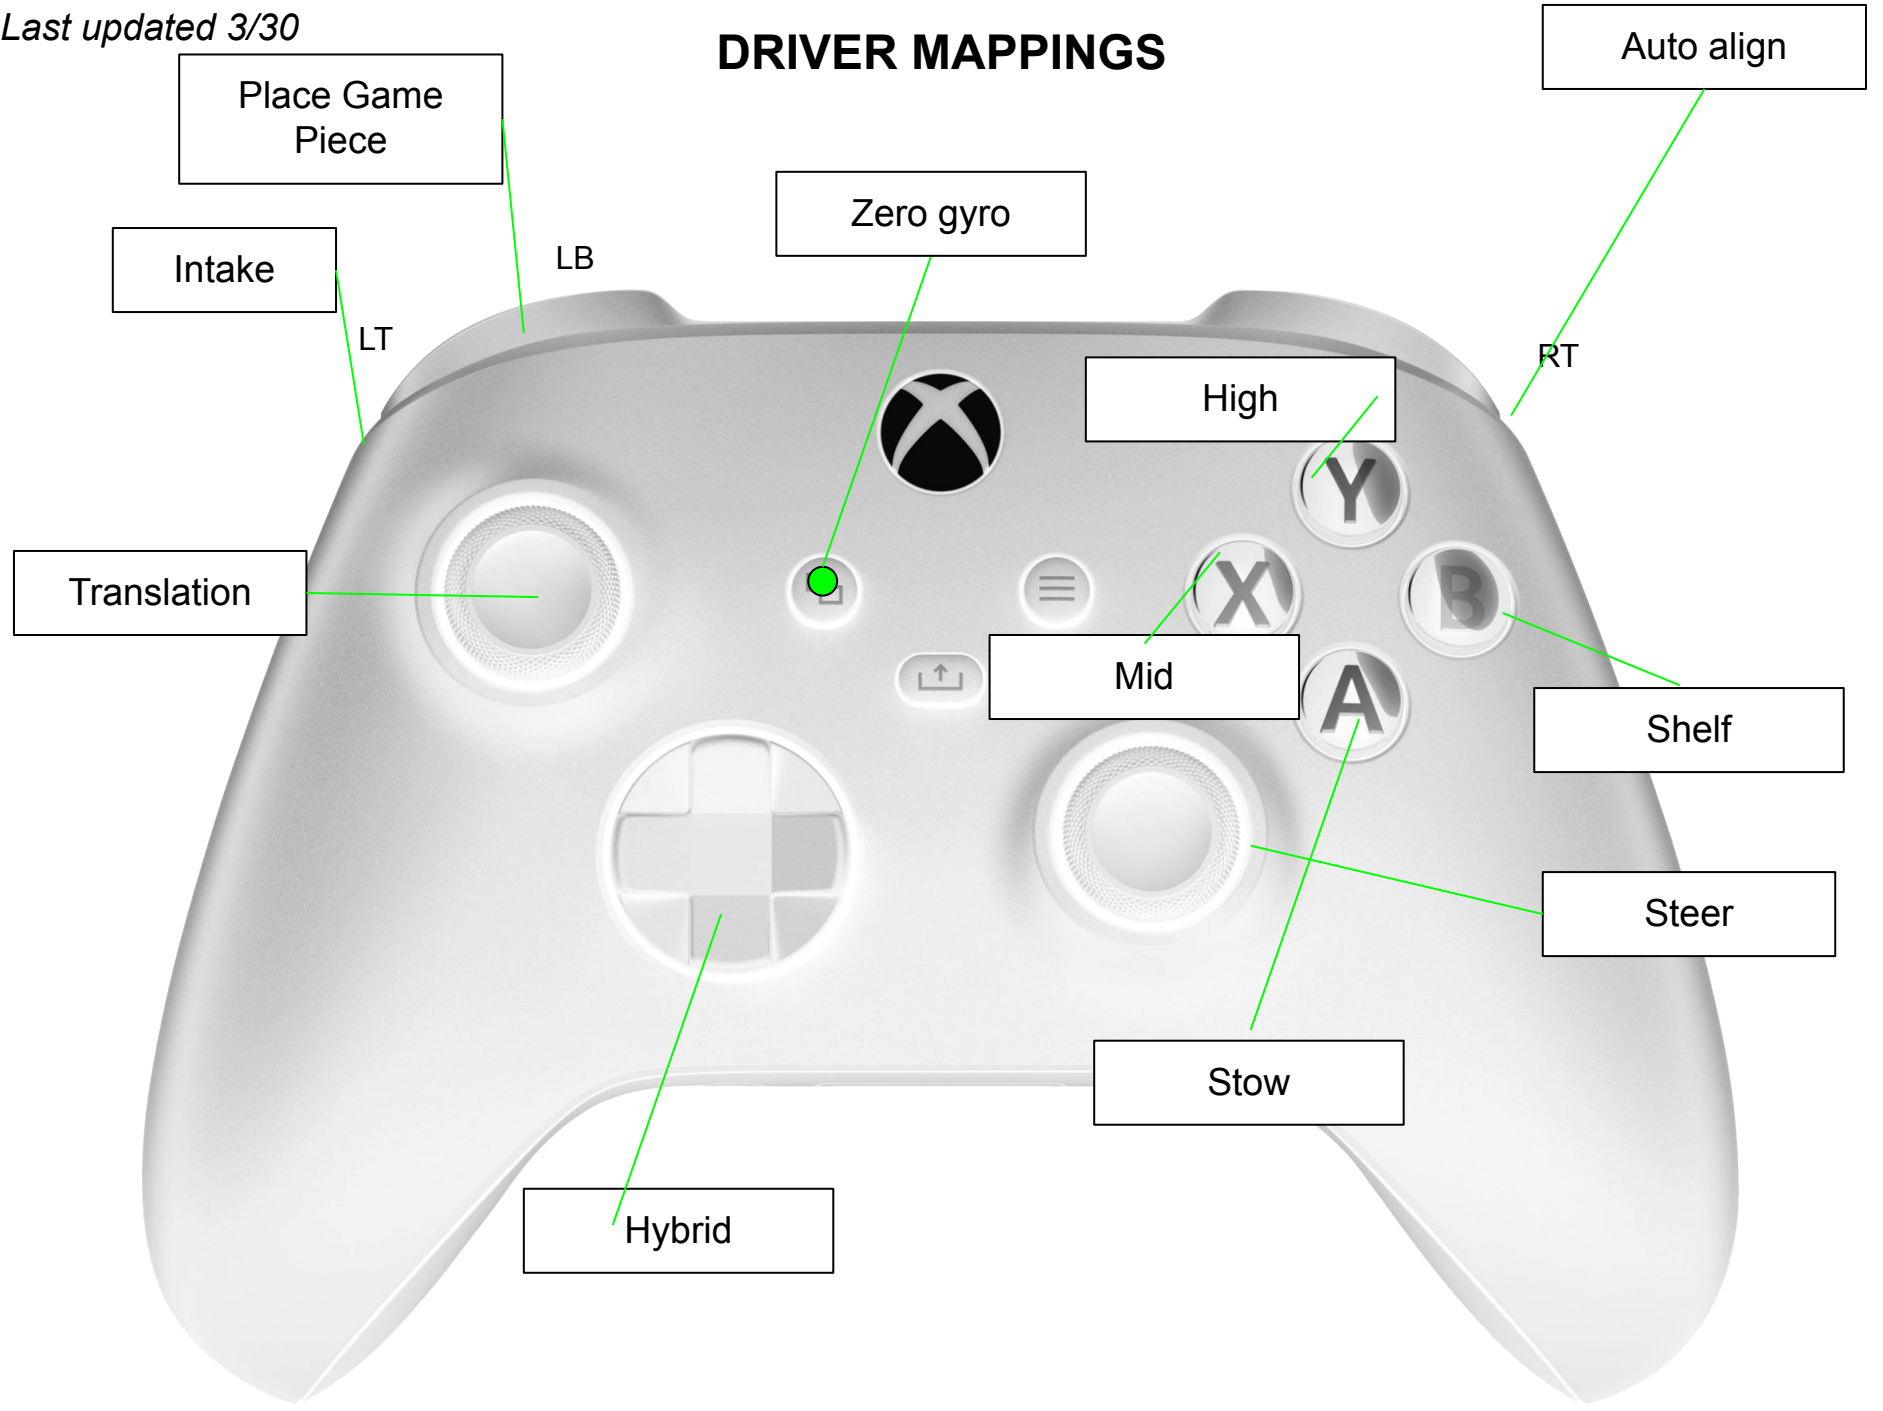 Last updated 3/30
DRIVER MAPPINGS
Auto align
Place Game
Piece
Zero gyro
Intake
LB
LT
RT
High
Y
Translation
X
B
Mid
A
Shelf
Steer
Stow
Hybrid